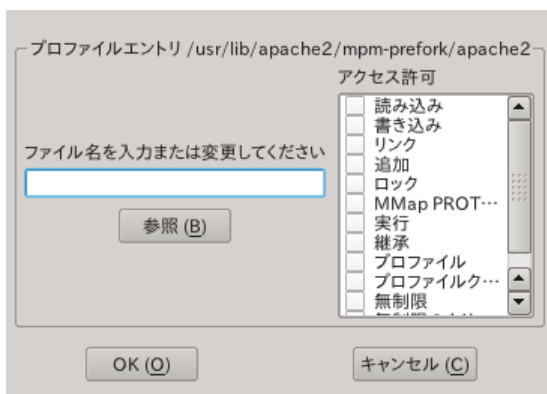 プロファイルエントリ /usr/lib/apache2/mpm-prefork/apache2
アクセス許可
ファイル名を入力または変更してください
参照 (B)
読み込み
書き込み
リンク
追加
ロック
MMap PROT…
実行
継承
プロファイル
プロファイルク…
無制限
OK (O)
キャンセル (C)